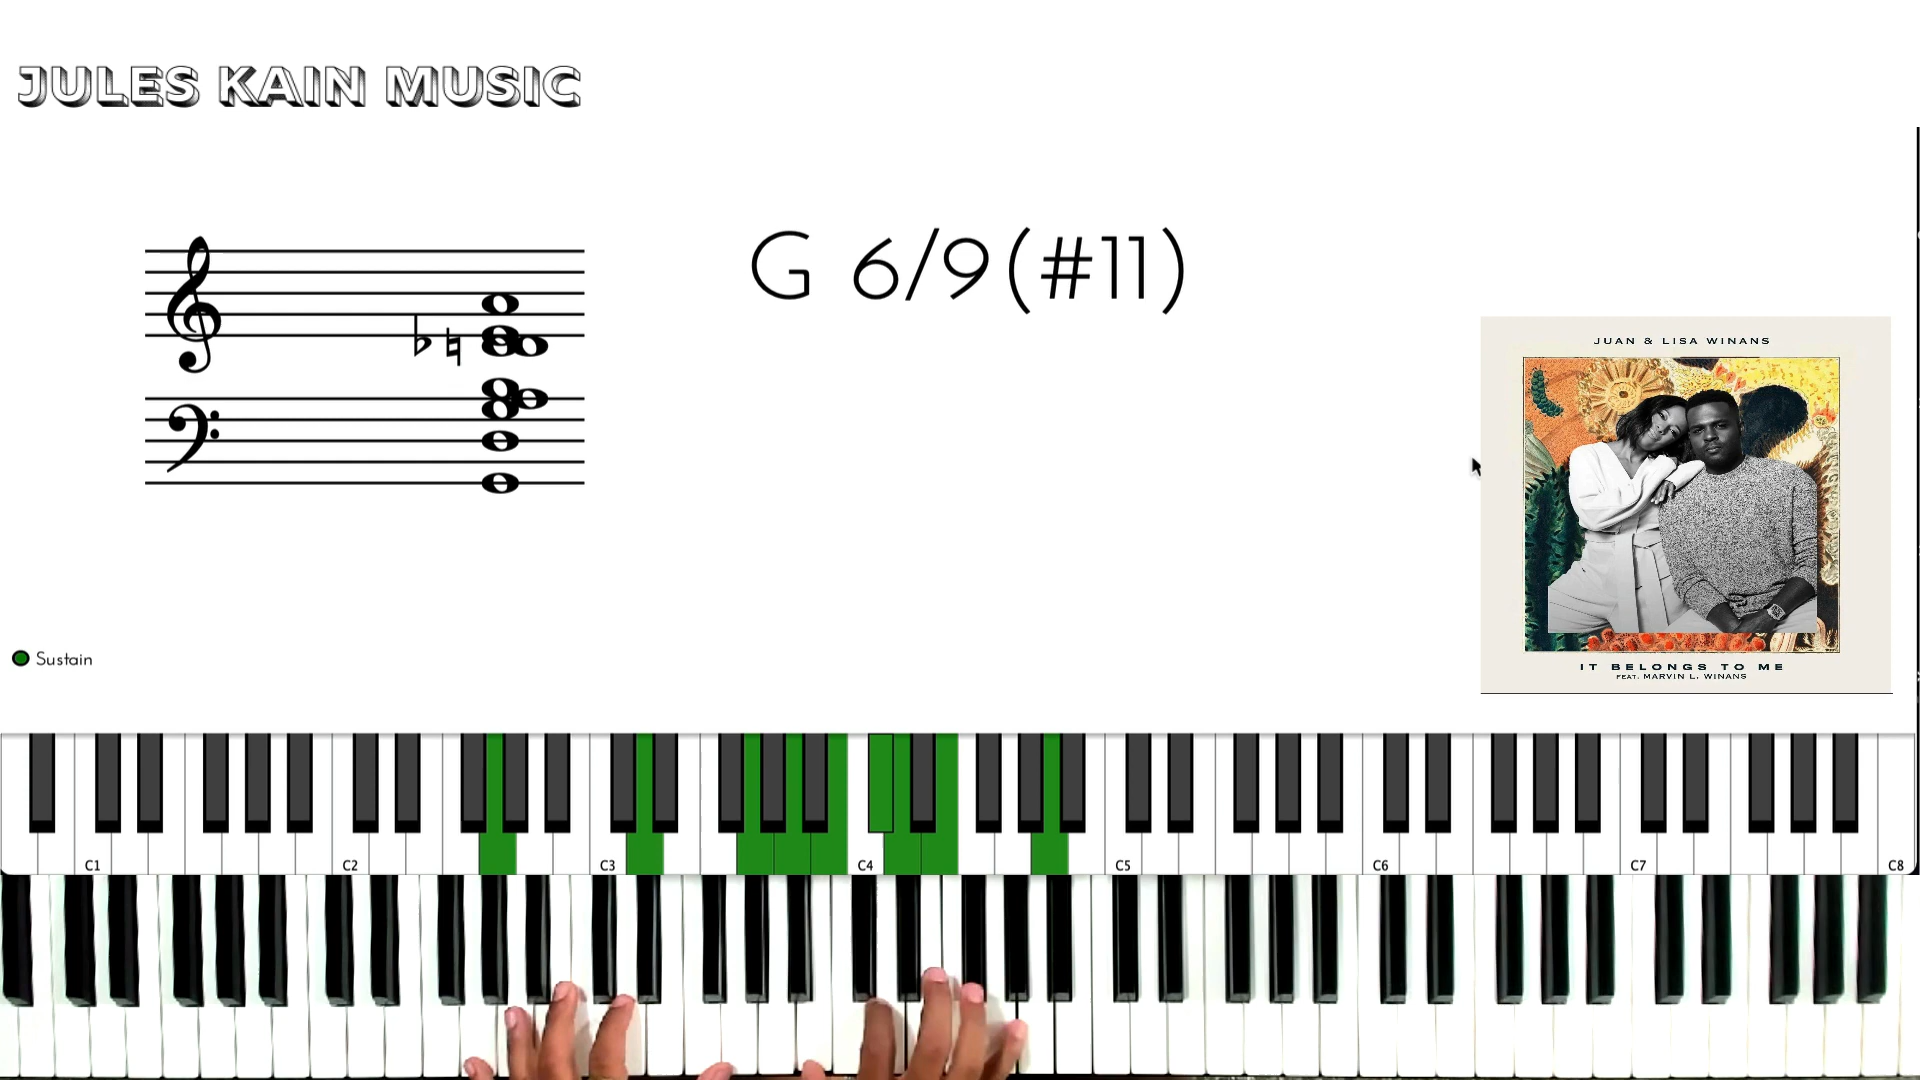 JULES KAIN MUSIC
G 6/9(#11)
JUAN & LISA WINANS
IT BELONGS TO ME
FEAT. MARVIN L. WINANS
Sustain
C1 C2 C3 C4 C5 C6 C7 C8